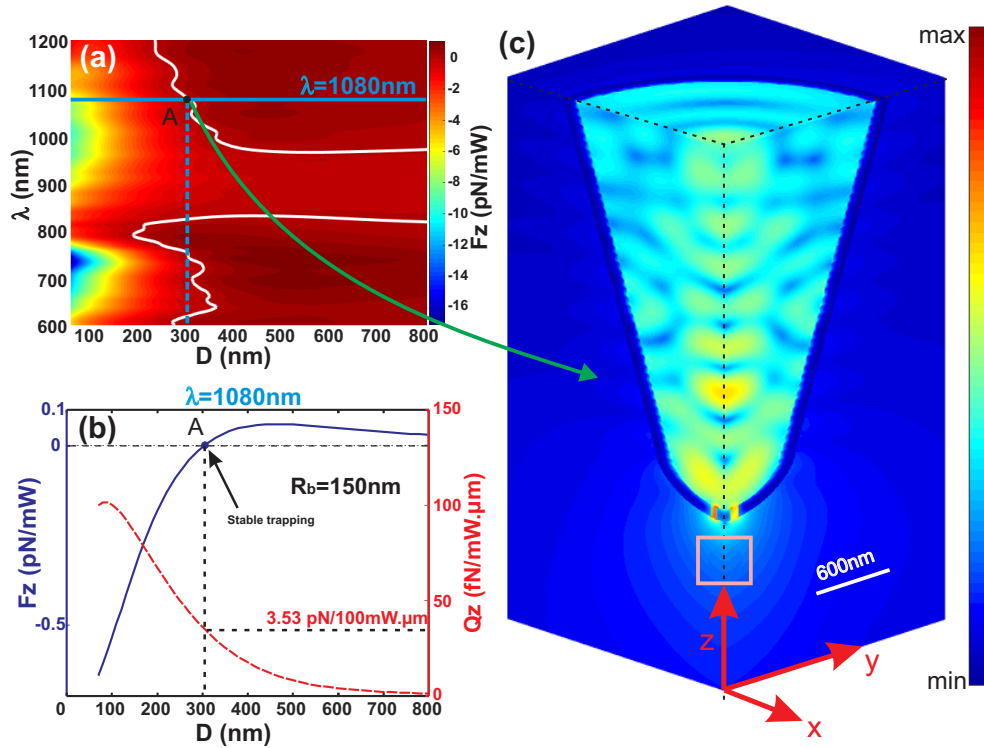 (a)
λ=1080nm
A
λ (nm)
1200
1100
1000
900
800
700
600
100 200 300 400 500 600 700 800
D (nm)
0
-2
-4
-6
-8
-10
-12
-14
-16
Fz (pN/mW)
λ=1080nm
(b)
A
Rb=150nm
Stable trapping
3.53 pN/100mW.μm
Fz (pN/mW)
0.1
0
-0.5
0 100 200 300 400 500 600 700 800
D (nm)
150
100
50
0
Qz (fN/mW.μm)
(c)
max
min
600nm
z
y
x